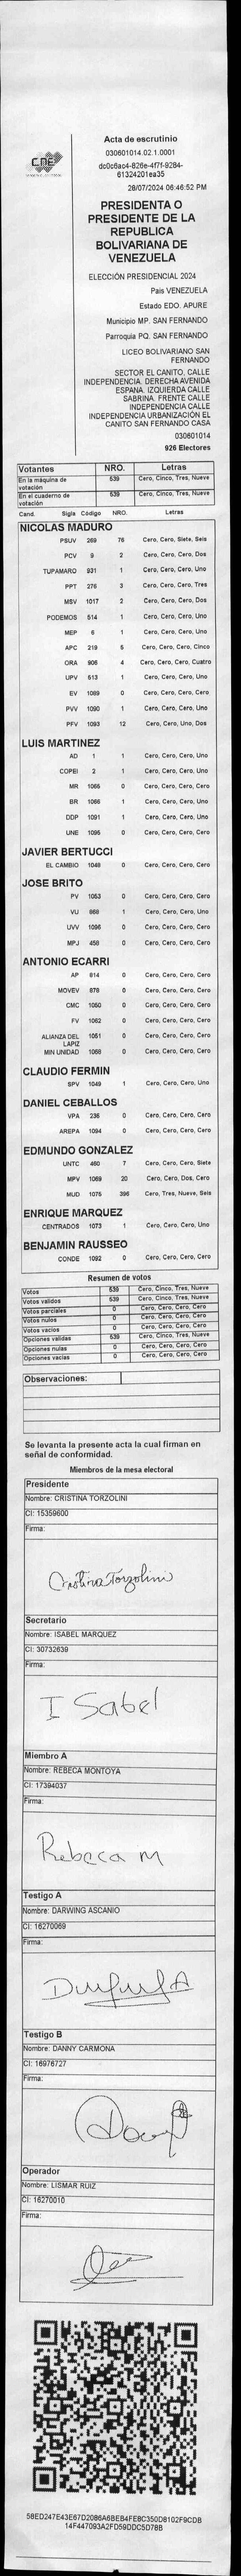 CNE
Acta de escrutinio
030601014.02.1.0001
dc0c6ac4-826e-4f7f-9284-
61324201ea35
28/07/2024 06:46:52 PM
PRESIDENTA O
PRESIDENTE DE LA
REPUBLICA
BOLIVARIANA DE
VENEZUELA
ELECCIÓN PRESIDENCIAL 2024
Pais VENEZUELA
Estado EDO. APURE
Municipio MP. SAN FERNANDO
Parroquia PQ. SAN FERNANDO
LICEO BOLIVARIANO SAN
FERNANDO
SECTOR EL CANITO, CALLE
INDEPENDENCIA. DERECHA AVENIDA
ESPANA. IZQUIERDA CALLE
SABRINA. FRENTE CALLE
INDEPENDENCIA CALLE
INDEPENDENCIA URBANIZACIÓN EL
CANITO SAN FERNANDO CASA
030601014
926 Electores
Votantes NRO. Letras
En la máquina de votación 539 Cero, Cinco, Tres, Nueve
En el cuaderno de votación 539 Cero, Cinco, Tres, Nueve
Cand. Sigla Código NRO. Letras
NICOLAS MADURO
PSUV 269 76 Cero, Cero, Siete, Seis
PCV 9 2 Cero, Cero, Cero, Dos
TUPAMARO 931 1 Cero, Cero, Cero, Uno
PPT 276 3 Cero, Cero, Cero, Tres
MSV 1017 2 Cero, Cero, Cero, Dos
PODEMOS 514 1 Cero, Cero, Cero, Uno
MEP 6 1 Cero, Cero, Cero, Uno
APC 219 5 Cero, Cero, Cero, Cinco
ORA 906 4 Cero, Cero, Cero, Cuatro
UPV 513 1 Cero, Cero, Cero, Uno
EV 1089 0 Cero, Cero, Cero, Cero
PVV 1090 1 Cero, Cero, Cero, Uno
PFV 1093 12 Cero, Cero, Uno, Dos
LUIS MARTINEZ
AD 1 1 Cero, Cero, Cero, Uno
COPEI 2 1 Cero, Cero, Cero, Uno
MR 1065 0 Cero, Cero, Cero, Cero
BR 1066 1 Cero, Cero, Cero, Uno
DDP 1091 1 Cero, Cero, Cero, Uno
UNE 1095 0 Cero, Cero, Cero, Cero
JAVIER BERTUCCI
EL CAMBIO 1048 0 Cero, Cero, Cero, Cero
JOSE BRITO
PV 1053 0 Cero, Cero, Cero, Cero
VU 868 1 Cero, Cero, Cero, Uno
UVV 1096 0 Cero, Cero, Cero, Cero
MPJ 458 0 Cero, Cero, Cero, Cero
ANTONIO ECARRI
AP 814 0 Cero, Cero, Cero, Cero
MOVEV 878 0 Cero, Cero, Cero, Cero
CMC 1050 0 Cero, Cero, Cero, Cero
FV 1062 0 Cero, Cero, Cero, Cero
ALIANZA DEL LAPIZ 1051 0 Cero, Cero, Cero, Cero
MIN UNIDAD 1068 0 Cero, Cero, Cero, Cero
CLAUDIO FERMIN
SPV 1049 1 Cero, Cero, Cero, Uno
DANIEL CEBALLOS
VPA 236 0 Cero, Cero, Cero, Cero
AREPA 1094 0 Cero, Cero, Cero, Cero
EDMUNDO GONZALEZ
UNTC 460 7 Cero, Cero, Cero, Siete
MPV 1069 20 Cero, Cero, Dos, Cero
MUD 1075 396 Cero, Tres, Nueve, Seis
ENRIQUE MARQUEZ
CENTRADOS 1073 1 Cero, Cero, Cero, Uno
BENJAMIN RAUSSEO
CONDE 1092 0 Cero, Cero, Cero, Cero
Resumen de votos
Votos 539 Cero, Cinco, Tres, Nueve
Votos validos 539 Cero, Cinco, Tres, Nueve
Votos parciales 0 Cero, Cero, Cero, Cero
Votos nulos 0 Cero, Cero, Cero, Cero
Votos vacios 0 Cero, Cero, Cero, Cero
Opciones validas 539 Cero, Cinco, Tres, Nueve
Opciones nulas 0 Cero, Cero, Cero, Cero
Opciones vacias 0 Cero, Cero, Cero, Cero
Observaciones:
Se levanta la presente acta la cual firman en
señal de conformidad.
Miembros de la mesa electoral
Presidente
Nombre: CRISTINA TORZOLINI
CI: 15359600
Firma:
Cristina Torzolini
Secretario
Nombre: ISABEL MARQUEZ
CI: 30732639
Firma:
Isabel
Miembro A
Nombre: REBECA MONTOYA
CI: 17394037
Firma:
Rebeca M
Testigo A
Nombre: DARWING ASCANIO
CI: 16270069
Firma:
Testigo B
Nombre: DANNY CARMONA
CI: 16976727
Firma:
Operador
Nombre: LISMAR RUIZ
CI: 16270010
Firma:
58ED247E43E67D2086A6BEB4FE8C350D8102F9CDB
14F447093A2FD59DDC5D78B